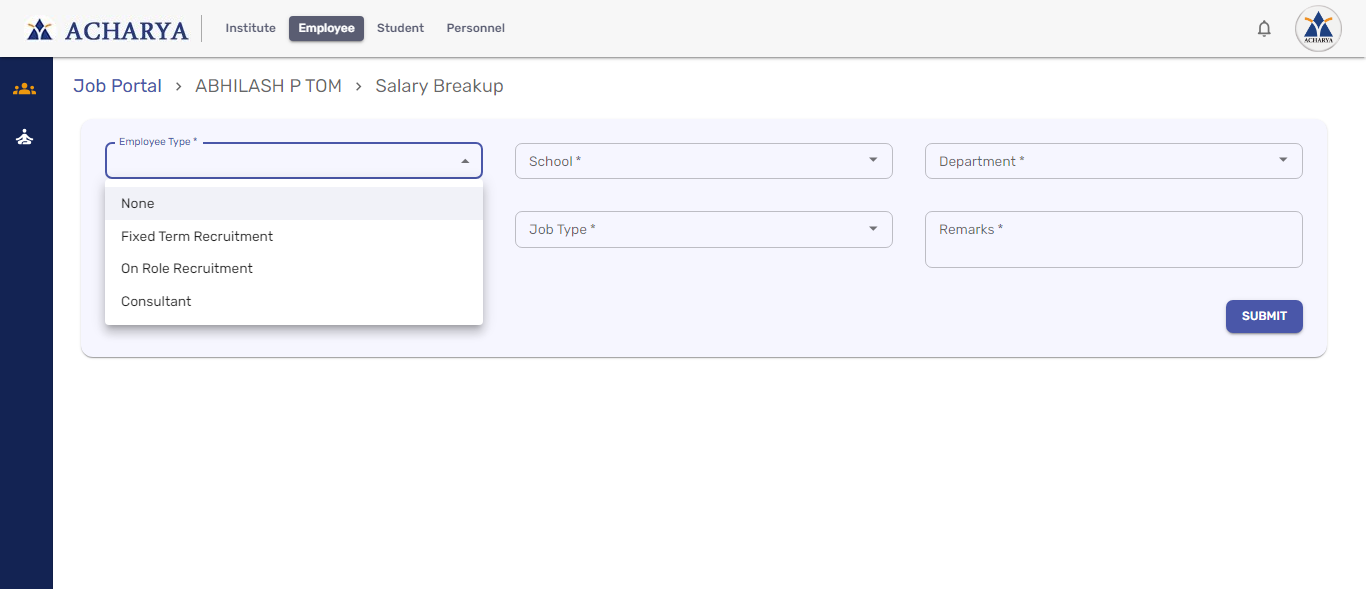 ACHARYA
Institute
Employee
Student
Personnel
ACHARYA
Job Portal > ABHILASH P TOM > Salary Breakup
Employee Type *
School *
Department *
None
Fixed Term Recruitment
On Role Recruitment
Consultant
Job Type *
Remarks *
SUBMIT